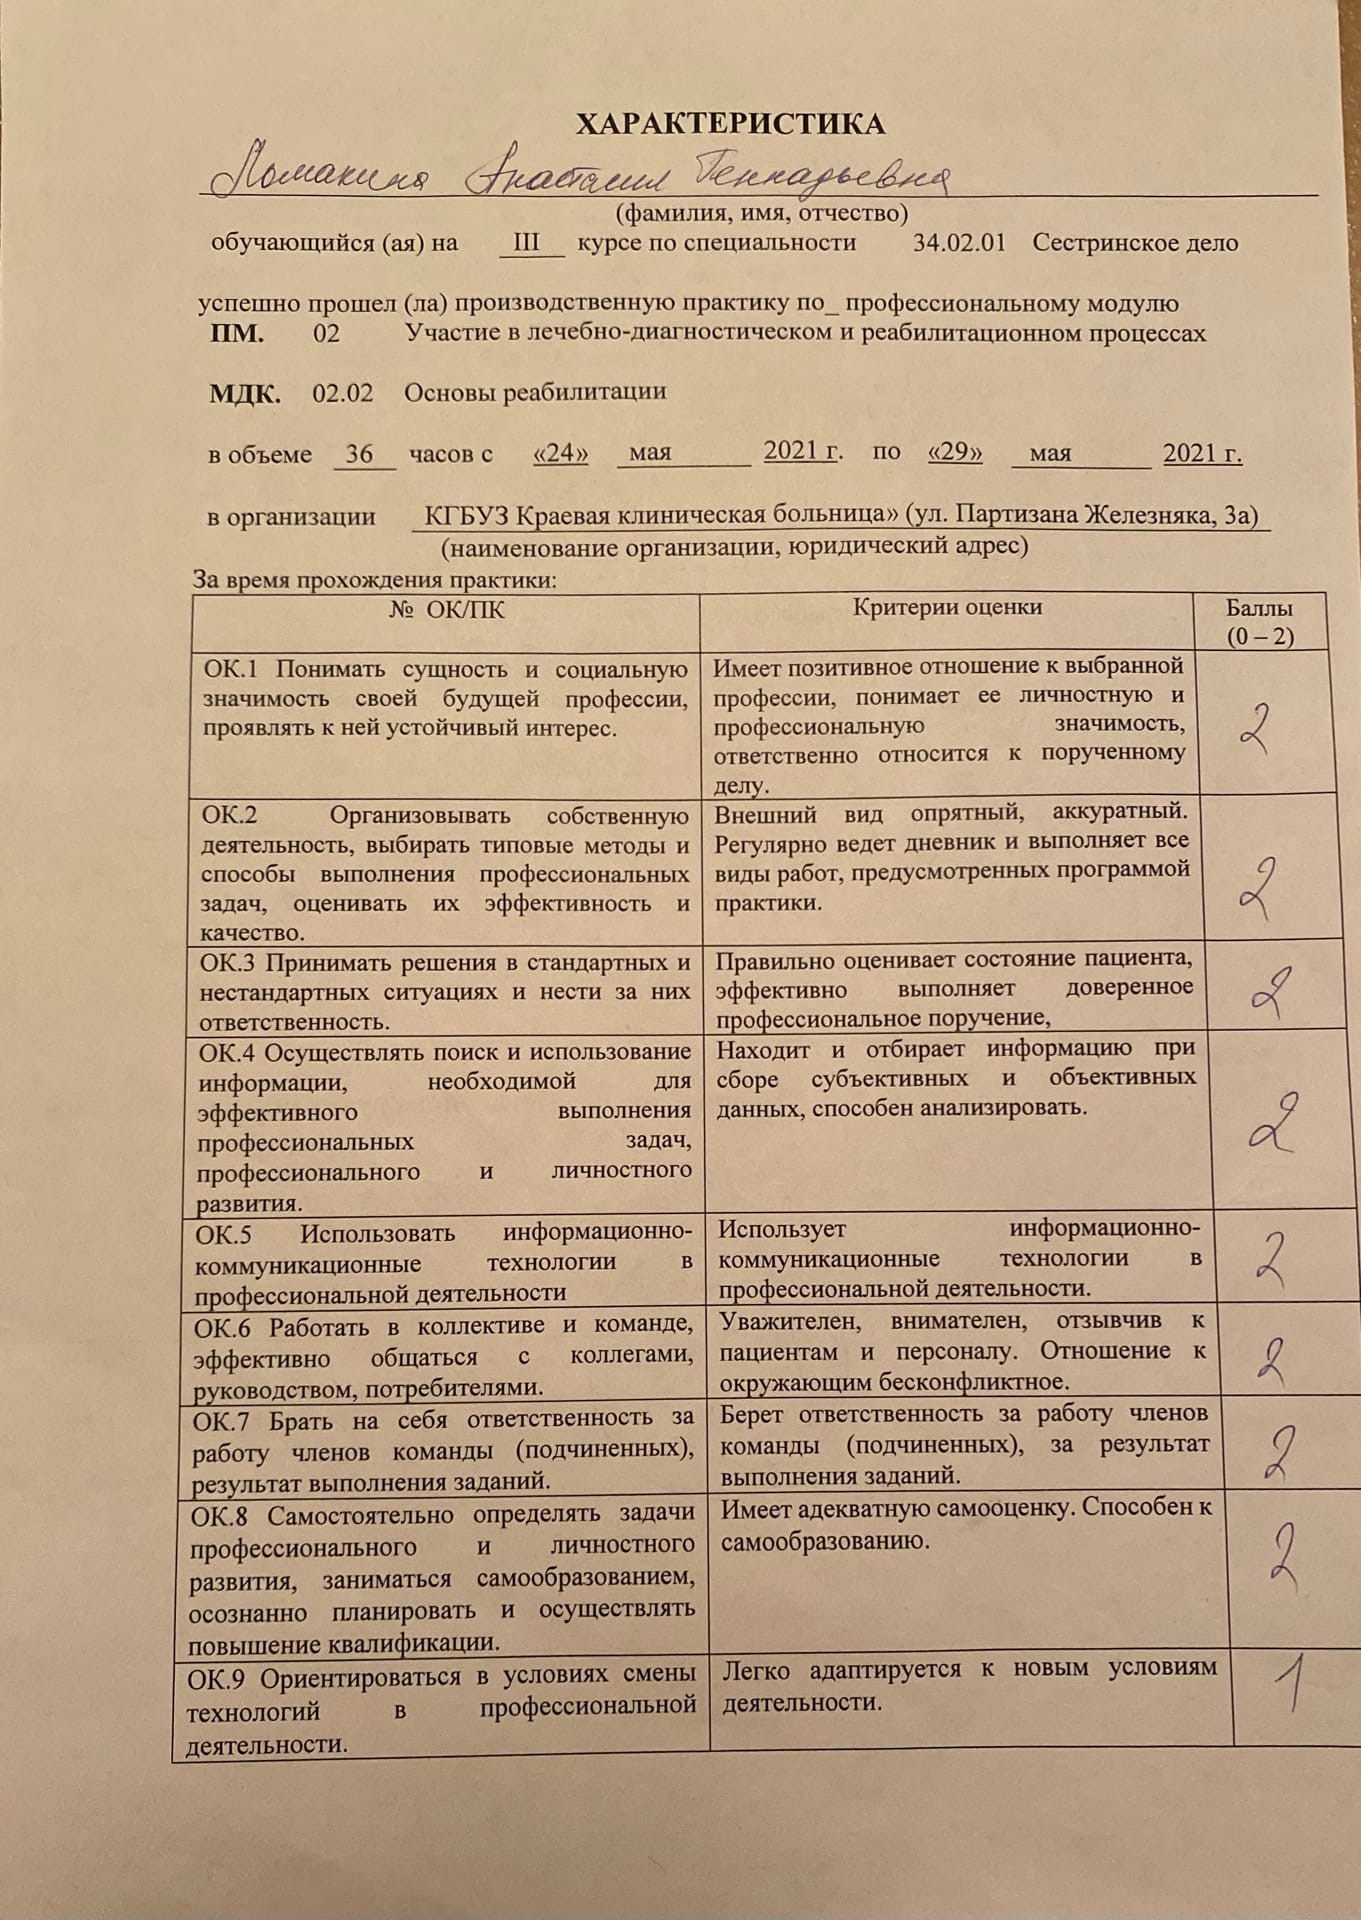 ХАРАКТЕРИСТИКА
Ломакина Анастасия Геннадьевна
(фамилия, имя, отчество)
обучающийся (ая) на III курсе по специальности 34.02.01 Сестринское дело
успешно прошел (ла) производственную практику по_ профессиональному модулю
ПМ. 02 Участие в лечебно-диагностическом и реабилитационном процессах
МДК. 02.02 Основы реабилитации
в объеме 36 часов с «24» мая 2021 г. по «29» мая 2021 г.
в организации КГБУЗ Краевая клиническая больница» (ул. Партизана Железняка, 3а)
(наименование организации, юридический адрес)
За время прохождения практики:
№ ОК/ПК
Критерии оценки
Баллы
(0 – 2)
ОК.1 Понимать сущность и социальную
значимость своей будущей профессии,
проявлять к ней устойчивый интерес.
Имеет позитивное отношение к выбранной
профессии, понимает ее личностную и
профессиональную значимость,
ответственно относится к порученному
делу.
2
ОК.2 Организовывать собственную
деятельность, выбирать типовые методы и
способы выполнения профессиональных
задач, оценивать их эффективность и
качество.
Внешний вид опрятный, аккуратный.
Регулярно ведет дневник и выполняет все
виды работ, предусмотренных программой
практики.
2
ОК.3 Принимать решения в стандартных и
нестандартных ситуациях и нести за них
ответственность.
Правильно оценивает состояние пациента,
эффективно выполняет доверенное
профессиональное поручение,
2
ОК.4 Осуществлять поиск и использование
информации, необходимой для
эффективного выполнения
профессиональных задач,
профессионального и личностного
развития.
Находит и отбирает информацию при
сборе субъективных и объективных
данных, способен анализировать.
2
ОК.5 Использовать информационно-
коммуникационные технологии в
профессиональной деятельности
Использует информационно-
коммуникационные технологии в
профессиональной деятельности.
2
ОК.6 Работать в коллективе и команде,
эффективно общаться с коллегами,
руководством, потребителями.
Уважителен, внимателен, отзывчив к
пациентам и персоналу. Отношение к
окружающим бесконфликтное.
2
ОК.7 Брать на себя ответственность за
работу членов команды (подчиненных),
результат выполнения заданий.
Берет ответственность за работу членов
команды (подчиненных), за результат
выполнения заданий.
2
ОК.8 Самостоятельно определять задачи
профессионального и личностного
развития, заниматься самообразованием,
осознанно планировать и осуществлять
повышение квалификации.
Имеет адекватную самооценку. Способен к
самообразованию.
2
ОК.9 Ориентироваться в условиях смены
технологий в профессиональной
деятельности.
Легко адаптируется к новым условиям
деятельности.
1